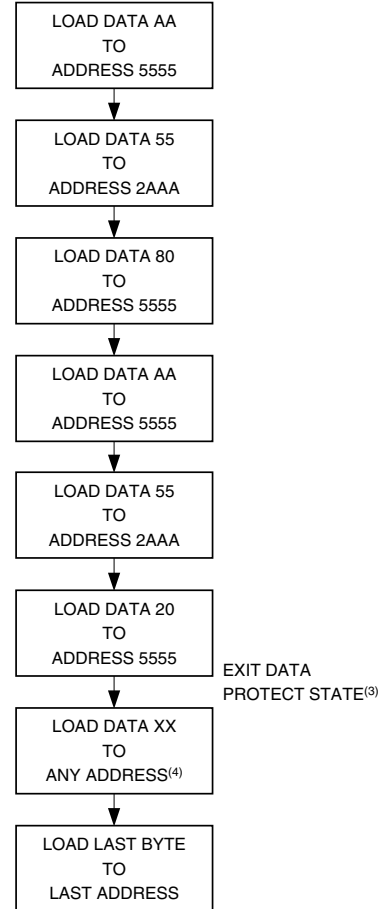 LOAD DATA AA
TO
ADDRESS 5555
LOAD DATA 55
TO
ADDRESS 2AAA
LOAD DATA 80
TO
ADDRESS 5555
LOAD DATA AA
TO
ADDRESS 5555
LOAD DATA 55
TO
ADDRESS 2AAA
LOAD DATA 20
TO
ADDRESS 5555
EXIT DATA
PROTECT STATE(3)
LOAD DATA XX
TO
ANY ADDRESS(4)
LOAD LAST BYTE
TO
LAST ADDRESS